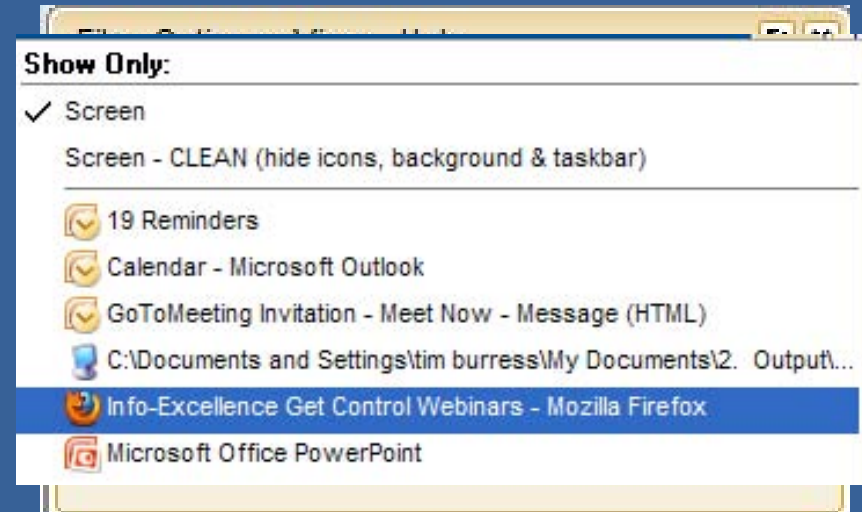 Show Only:
Screen
Screen - CLEAN (hide icons, background & taskbar)
19 Reminders
Calendar - Microsoft Outlook
GoToMeeting Invitation - Meet Now - Message (HTML)
C:\Documents and Settings\tim burress\My Documents\2. Output\...
Info-Excellence Get Control Webinars - Mozilla Firefox
Microsoft Office PowerPoint